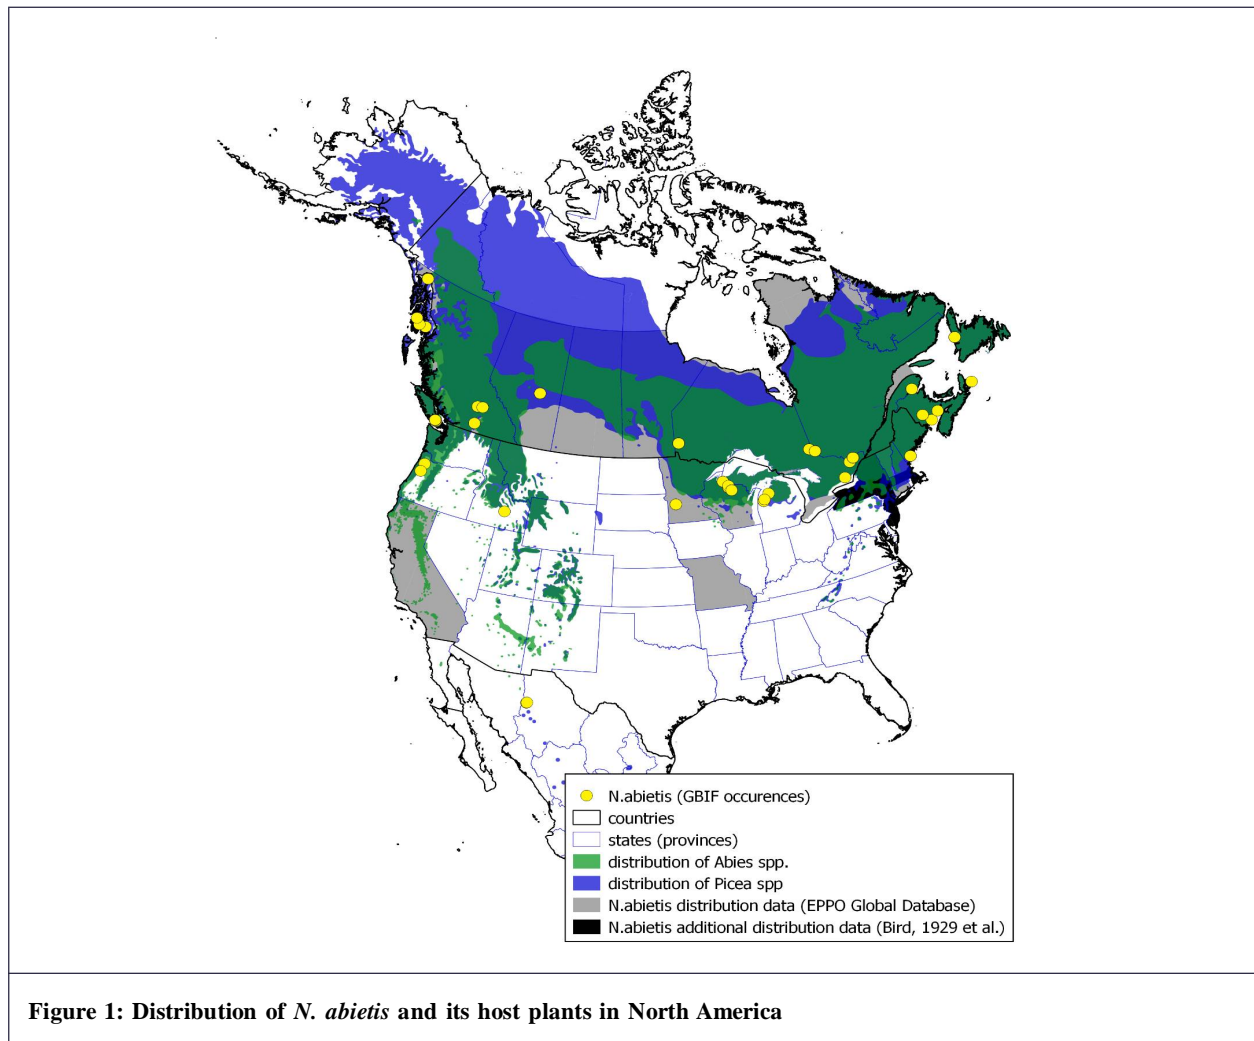 N.abietis (GBIF occurences)
countries
states (provinces)
distribution of Abies spp.
distribution of Picea spp
N.abietis distribution data (EPPO Global Database)
N.abietis additional distribution data (Bird, 1929 et al.)
Figure 1: Distribution of N. abietis and its host plants in North America